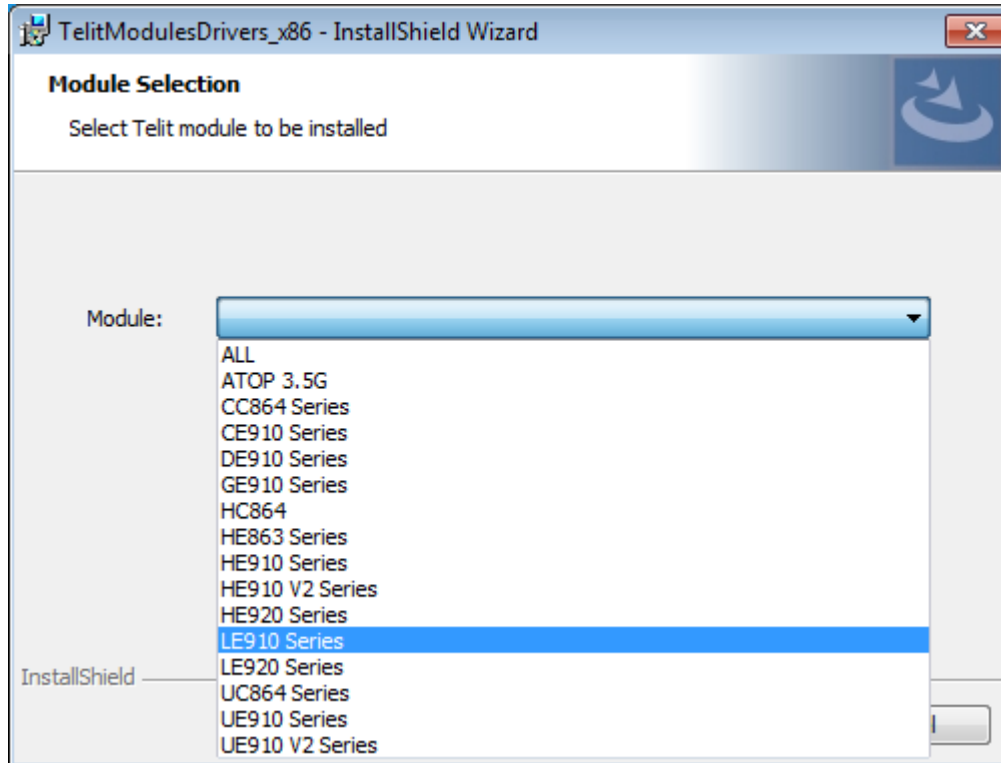 TelitModulesDrivers_x86 - InstallShield Wizard
Module Selection
Select Telit module to be installed
Module:
ALL
ATOP 3.5G
CC864 Series
CE910 Series
DE910 Series
GE910 Series
HC864
HE863 Series
HE910 Series
HE910 V2 Series
HE920 Series
LE910 Series
LE920 Series
UC864 Series
UE910 Series
UE910 V2 Series
InstallShield